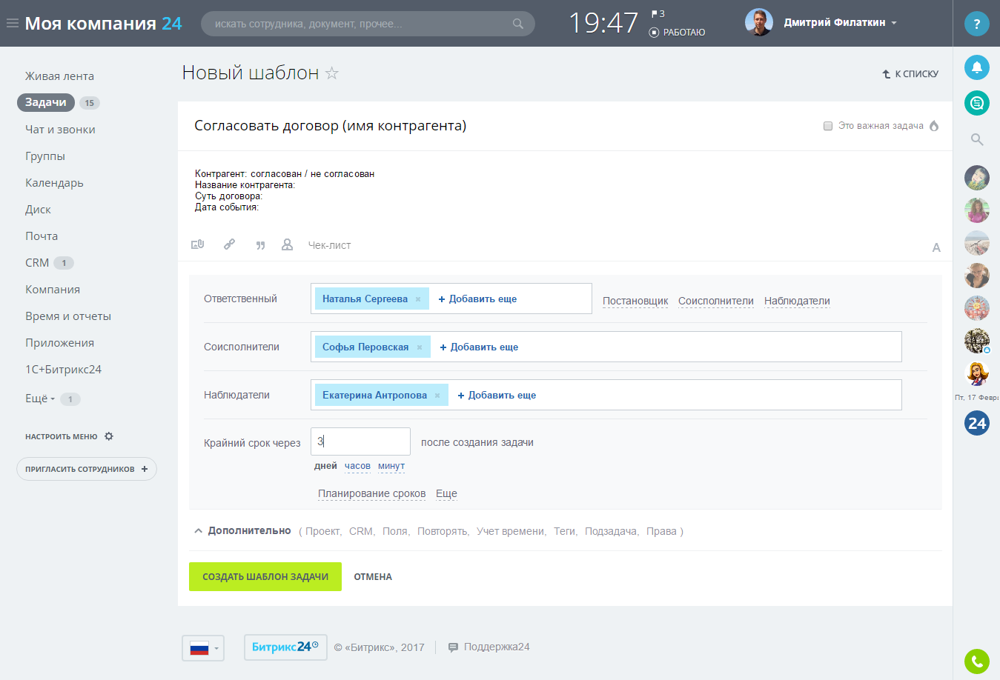 Моя компания 24
искать сотрудника, документ, прочее...
19:47
3
РАБОТАЮ
Дмитрий Филаткин
?
Живая лента
Задачи 15
Чат и звонки
Группы
Календарь
Диск
Почта
CRM 1
Компания
Время и отчеты
Приложения
1С+Битрикс24
Ещё 1
НАСТРОИТЬ МЕНЮ
ПРИГЛАСИТЬ СОТРУДНИКОВ +
Новый шаблон
К СПИСКУ
Согласовать договор (имя контрагента)
Это важная задача
Контрагент: согласован / не согласован
Название контрагента:
Суть договора:
Дата события:
Чек-лист
A
Ответственный Наталья Сергеева × + Добавить еще Постановщик Соисполнители Наблюдатели
Соисполнители Софья Перовская × + Добавить еще
Наблюдатели Екатерина Антропова × + Добавить еще
Крайний срок через 3 после создания задачи
дней часов минут
Планирование сроков Еще
Дополнительно ( Проект, CRM, Поля, Повторять, Учет времени, Теги, Подзадача, Права )
СОЗДАТЬ ШАБЛОН ЗАДАЧИ ОТМЕНА
Битрикс24 © «Битрикс», 2017 Поддержка24
Пт, 17 Февр
24